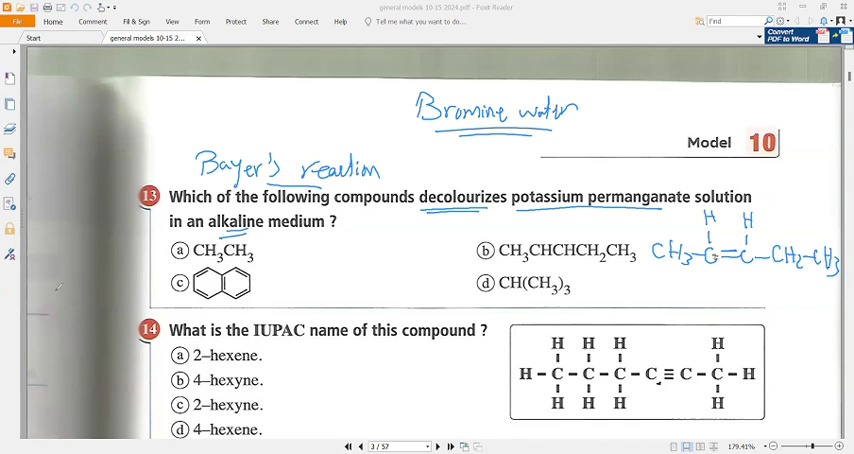 general models 10-15 2024.pdf - Foxit Reader
File Home Comment Fill & Sign View Form Protect Share Connect Help Tell me what you want to do... Find
Start general models 10-15 2... Convert
PDF to Word
Bromine water
Model 10
Bayer's reaction
13 Which of the following compounds decolourizes potassium permanganate solution
in an alkaline medium ?
H H
a CH₃CH₃ b CH₃CHCHCH₂CH₃ CH₃-C=C-CH₂-CH₃
c d CH(CH₃)₃
14 What is the IUPAC name of this compound ?
a 2–hexene.
b 4–hexyne.
c 2–hexyne.
d 4–hexene.
H H H H
H - C - C - C - C ≡ C - C - H
H H H H
3 / 57 179.41%